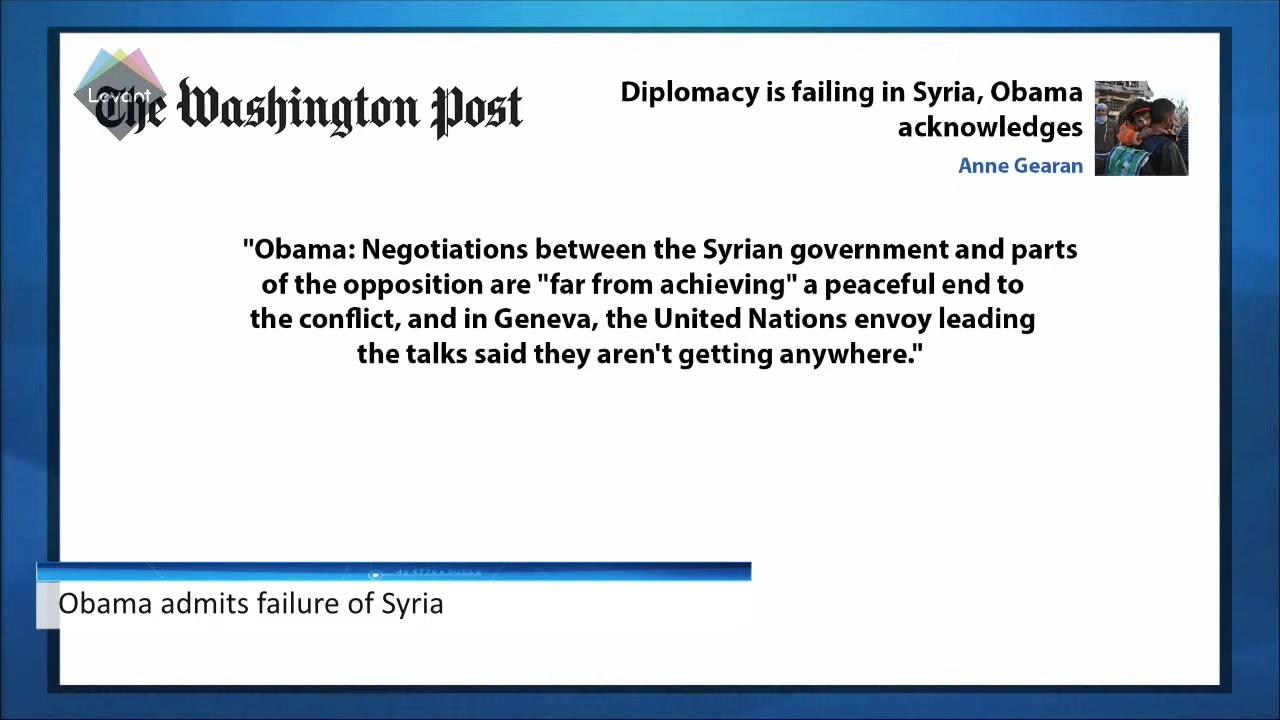 Levant
The Washington Post
Diplomacy is failing in Syria, Obama
acknowledges
Anne Gearan
"Obama: Negotiations between the Syrian government and parts
of the opposition are "far from achieving" a peaceful end to
the conflict, and in Geneva, the United Nations envoy leading
the talks said they aren't getting anywhere."
Obama admits failure of Syria